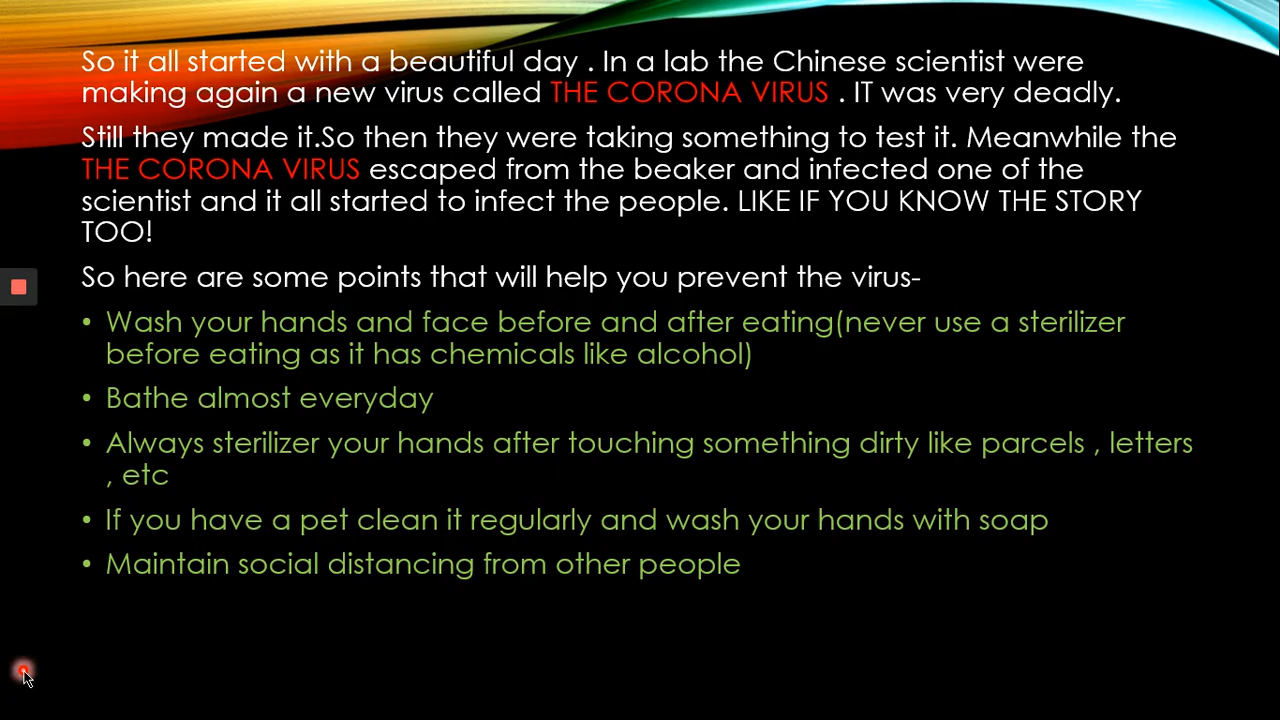 So it all started with a beautiful day . In a lab the Chinese scientist were
making again a new virus called THE CORONA VIRUS . IT was very deadly.
Still they made it.So then they were taking something to test it. Meanwhile the
THE CORONA VIRUS escaped from the beaker and infected one of the
scientist and it all started to infect the people. LIKE IF YOU KNOW THE STORY
TOO!
So here are some points that will help you prevent the virus-
• Wash your hands and face before and after eating(never use a sterilizer
before eating as it has chemicals like alcohol)
• Bathe almost everyday
• Always sterilizer your hands after touching something dirty like parcels , letters
, etc
• If you have a pet clean it regularly and wash your hands with soap
• Maintain social distancing from other people